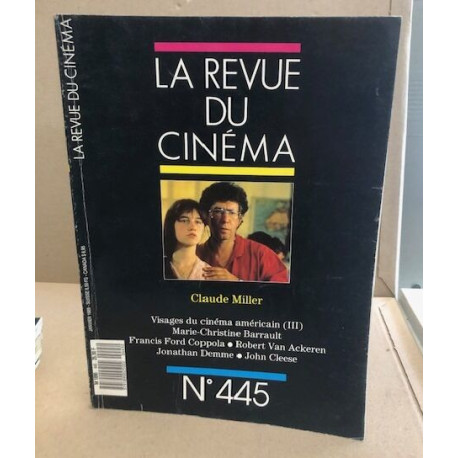 LA REVUE DU CINÉMA
LA REVUE
DU
CINÉMA
Claude Miller
Visages du cinéma américain (III)
Marie-Christine Barrault
Francis Ford Coppola ● Robert Van Ackeren
Jonathan Demme ● John Cleese
N° 445